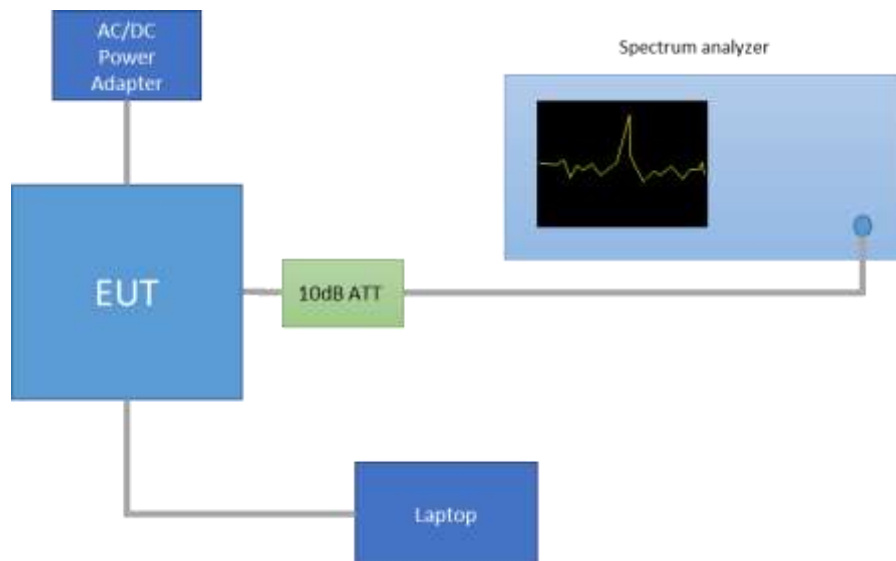 AC/DC
Power
Adapter
Spectrum analyzer
EUT
10dB ATT
Laptop